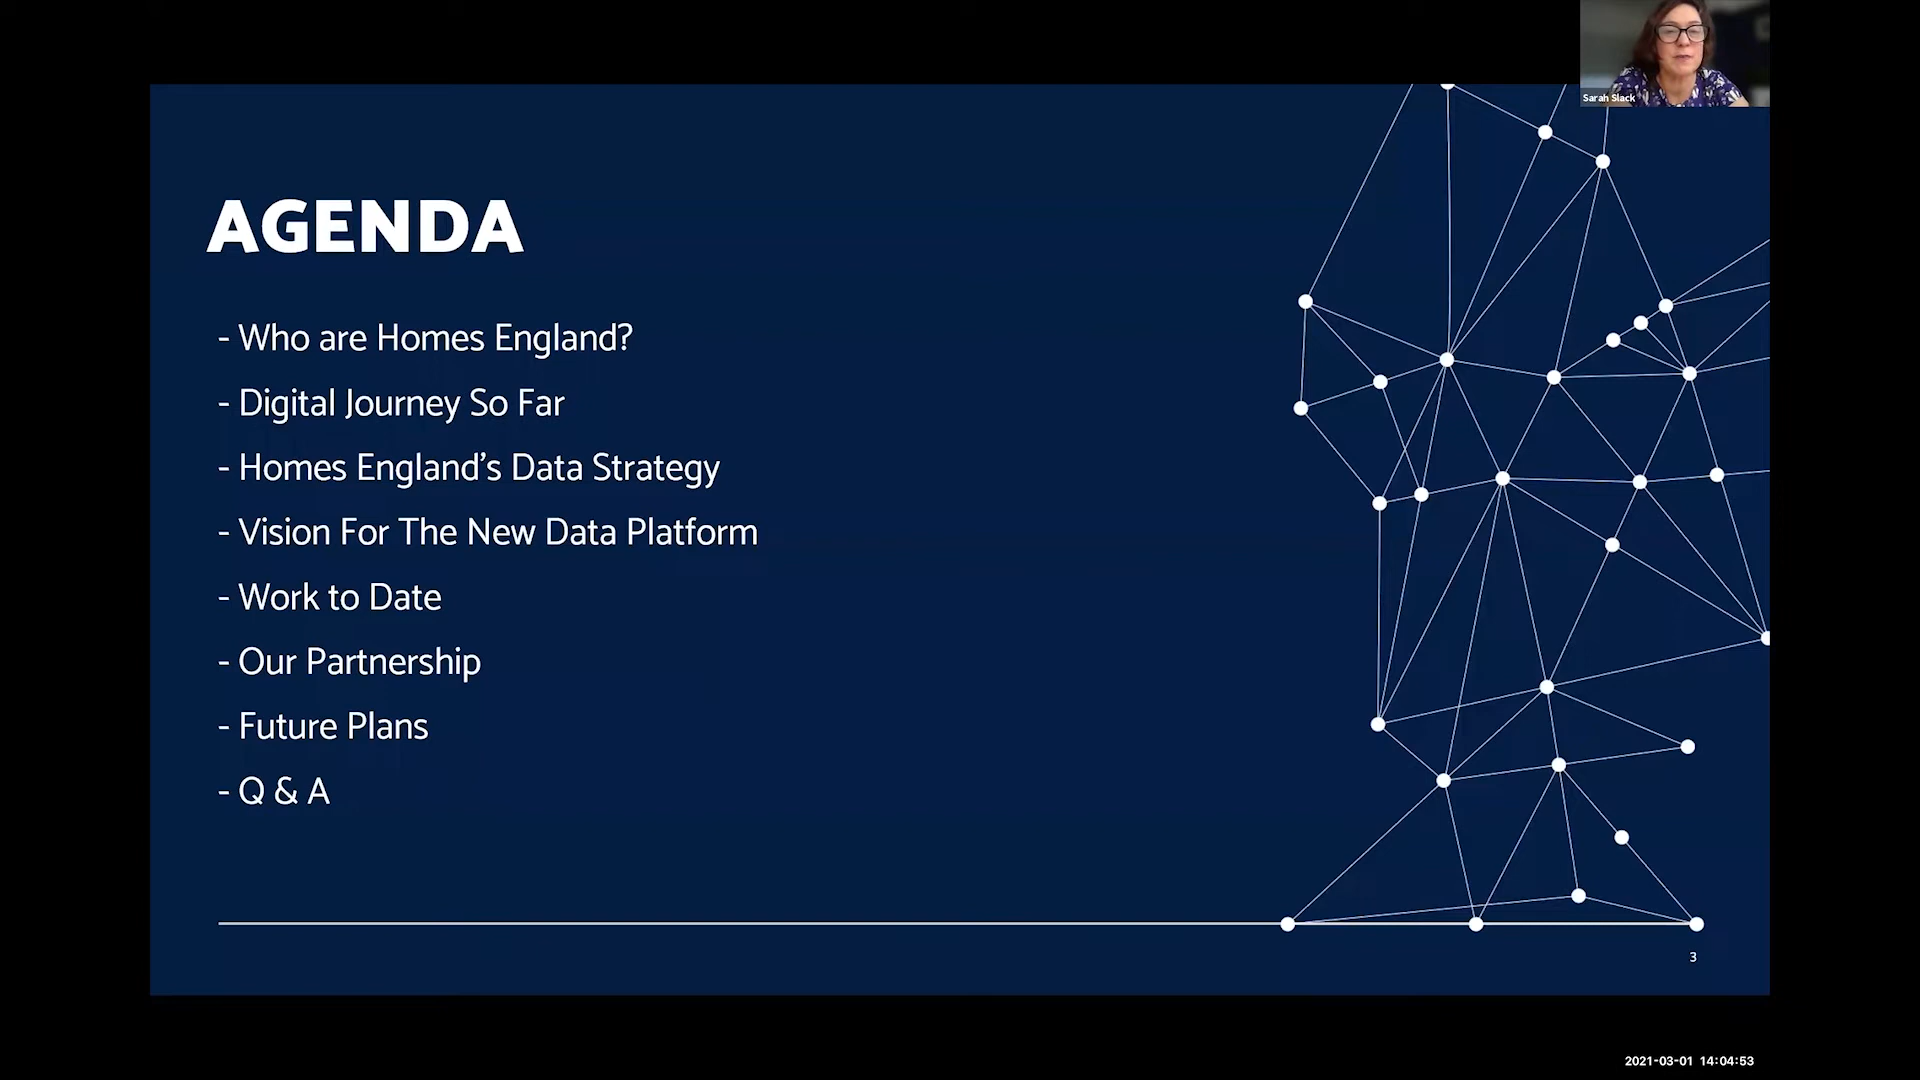 Sarah Slack
AGENDA
- Who are Homes England?
- Digital Journey So Far
- Homes England’s Data Strategy
- Vision For The New Data Platform
- Work to Date
- Our Partnership
- Future Plans
- Q & A
3
2021-03-01 14:04:53